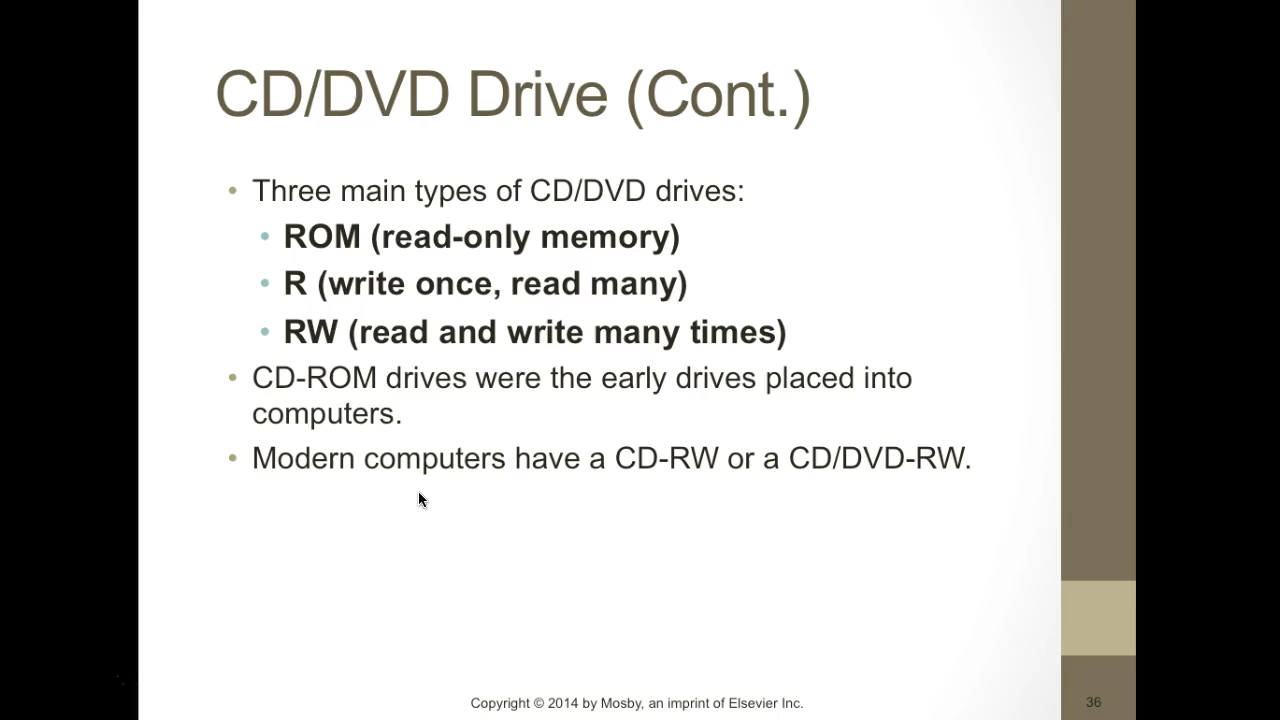 CD/DVD Drive (Cont.)
• Three main types of CD/DVD drives:
• ROM (read-only memory)
• R (write once, read many)
• RW (read and write many times)
• CD-ROM drives were the early drives placed into
computers.
• Modern computers have a CD-RW or a CD/DVD-RW.
Copyright © 2014 by Mosby, an imprint of Elsevier Inc.
36